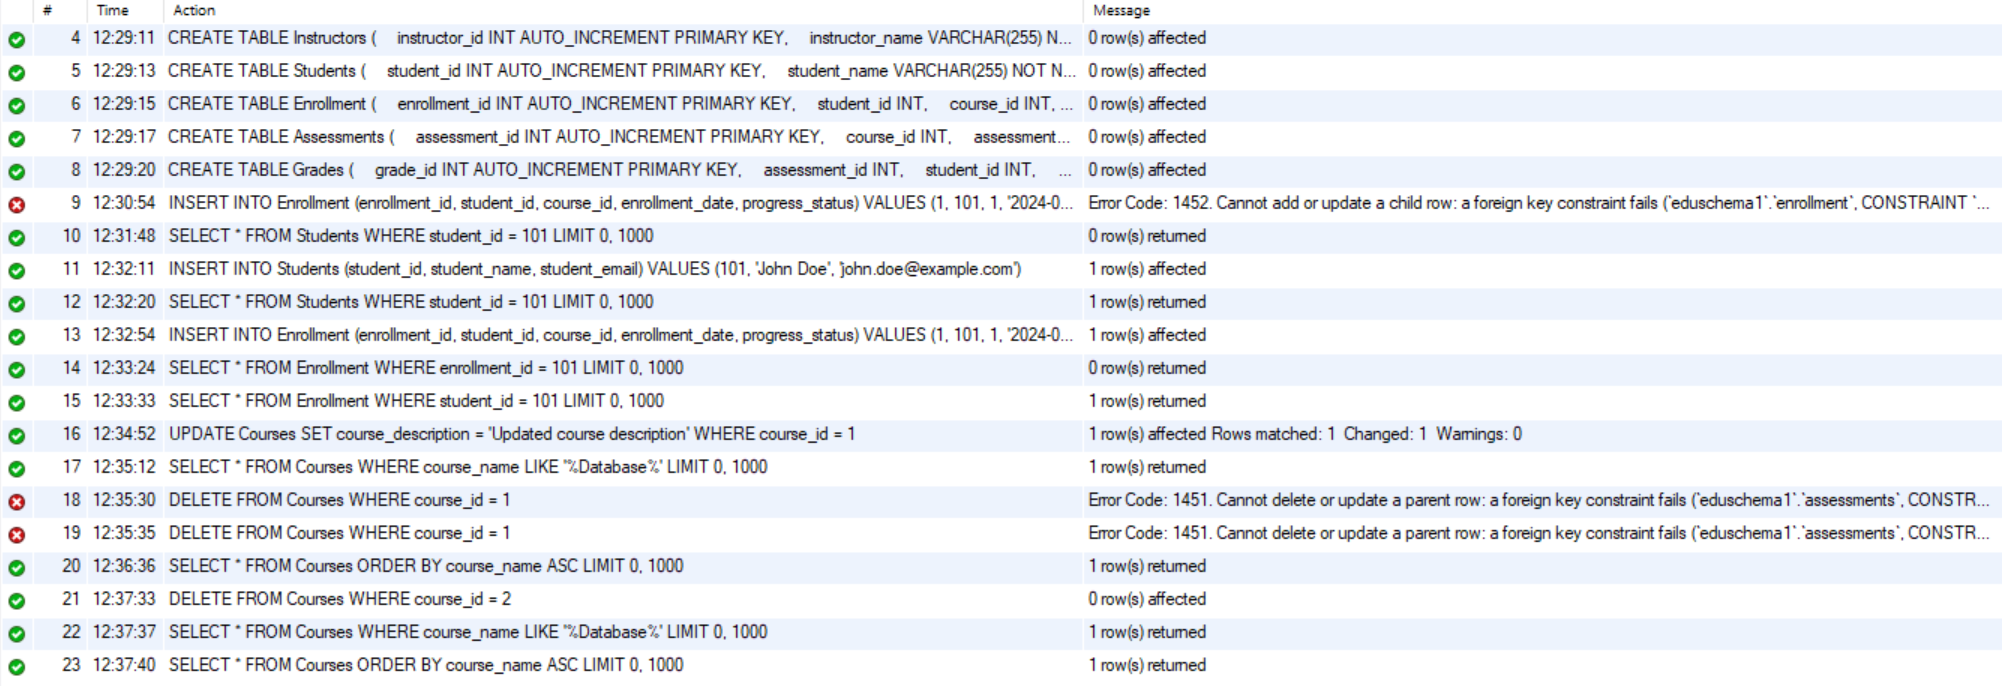 # Time Action Message
4 12:29:11 CREATE TABLE Instructors ( instructor_id INT AUTO_INCREMENT PRIMARY KEY, instructor_name VARCHAR(255) N... 0 row(s) affected
5 12:29:13 CREATE TABLE Students ( student_id INT AUTO_INCREMENT PRIMARY KEY, student_name VARCHAR(255) NOT N... 0 row(s) affected
6 12:29:15 CREATE TABLE Enrollment ( enrollment_id INT AUTO_INCREMENT PRIMARY KEY, student_id INT, course_id INT, ... 0 row(s) affected
7 12:29:17 CREATE TABLE Assessments ( assessment_id INT AUTO_INCREMENT PRIMARY KEY, course_id INT, assessment... 0 row(s) affected
8 12:29:20 CREATE TABLE Grades ( grade_id INT AUTO_INCREMENT PRIMARY KEY, assessment_id INT, student_id INT, ... 0 row(s) affected
9 12:30:54 INSERT INTO Enrollment (enrollment_id, student_id, course_id, enrollment_date, progress_status) VALUES (1, 101, 1, '2024-0... Error Code: 1452. Cannot add or update a child row: a foreign key constraint fails (`eduschema1`.`enrollment`, CONSTRAINT `...
10 12:31:48 SELECT * FROM Students WHERE student_id = 101 LIMIT 0, 1000 0 row(s) returned
11 12:32:11 INSERT INTO Students (student_id, student_name, student_email) VALUES (101, 'John Doe', 'john.doe@example.com') 1 row(s) affected
12 12:32:20 SELECT * FROM Students WHERE student_id = 101 LIMIT 0, 1000 1 row(s) returned
13 12:32:54 INSERT INTO Enrollment (enrollment_id, student_id, course_id, enrollment_date, progress_status) VALUES (1, 101, 1, '2024-0... 1 row(s) affected
14 12:33:24 SELECT * FROM Enrollment WHERE enrollment_id = 101 LIMIT 0, 1000 0 row(s) returned
15 12:33:33 SELECT * FROM Enrollment WHERE student_id = 101 LIMIT 0, 1000 1 row(s) returned
16 12:34:52 UPDATE Courses SET course_description = 'Updated course description' WHERE course_id = 1 1 row(s) affected Rows matched: 1 Changed: 1 Warnings: 0
17 12:35:12 SELECT * FROM Courses WHERE course_name LIKE '%Database%' LIMIT 0, 1000 1 row(s) returned
18 12:35:30 DELETE FROM Courses WHERE course_id = 1 Error Code: 1451. Cannot delete or update a parent row: a foreign key constraint fails (`eduschema1`.`assessments`, CONSTR...
19 12:35:35 DELETE FROM Courses WHERE course_id = 1 Error Code: 1451. Cannot delete or update a parent row: a foreign key constraint fails (`eduschema1`.`assessments`, CONSTR...
20 12:36:36 SELECT * FROM Courses ORDER BY course_name ASC LIMIT 0, 1000 1 row(s) returned
21 12:37:33 DELETE FROM Courses WHERE course_id = 2 0 row(s) affected
22 12:37:37 SELECT * FROM Courses WHERE course_name LIKE '%Database%' LIMIT 0, 1000 1 row(s) returned
23 12:37:40 SELECT * FROM Courses ORDER BY course_name ASC LIMIT 0, 1000 1 row(s) returned